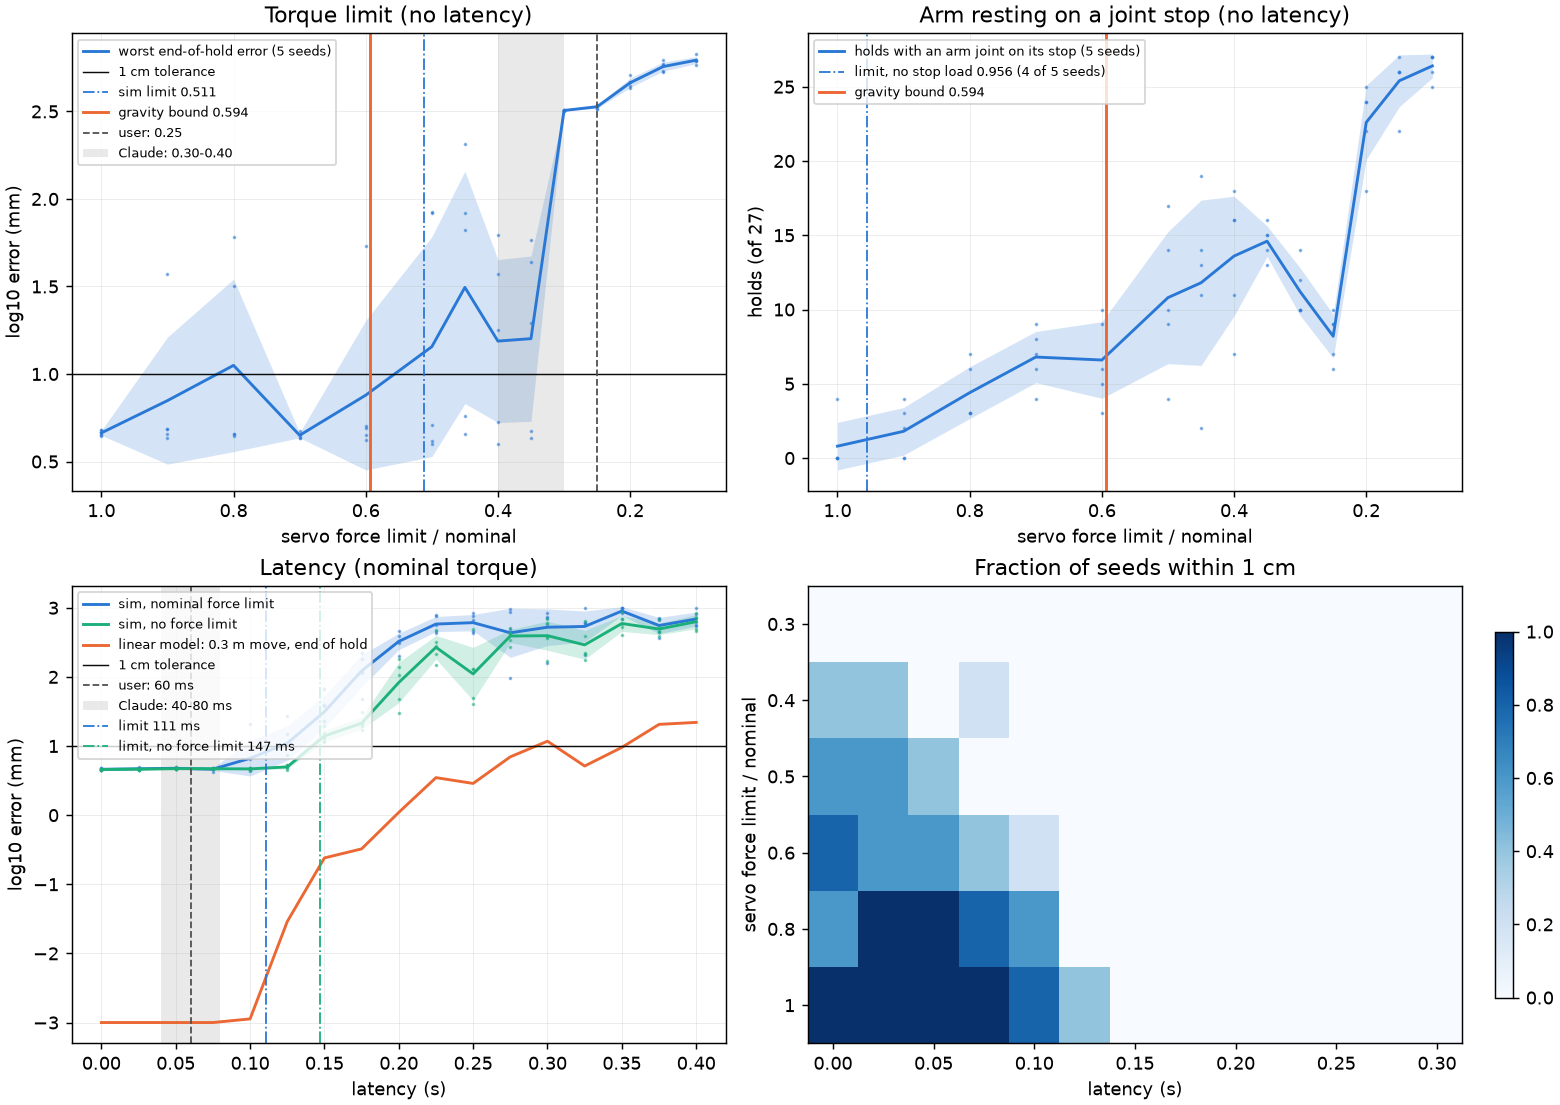 Torque limit (no latency)
worst end-of-hold error (5 seeds)
1 cm tolerance
sim limit 0.511
gravity bound 0.594
user: 0.25
Claude: 0.30-0.40
log10 error (mm)
2.5
2.0
1.5
1.0
0.5
1.0 0.8 0.6 0.4 0.2
servo force limit / nominal
Arm resting on a joint stop (no latency)
holds with an arm joint on its stop (5 seeds)
limit, no stop load 0.956 (4 of 5 seeds)
gravity bound 0.594
holds (of 27)
25
20
15
10
5
0
1.0 0.8 0.6 0.4 0.2
servo force limit / nominal
Latency (nominal torque)
sim, nominal force limit
sim, no force limit
linear model: 0.3 m move, end of hold
1 cm tolerance
user: 60 ms
Claude: 40-80 ms
limit 111 ms
limit, no force limit 147 ms
log10 error (mm)
3
2
1
0
−1
−2
−3
0.00 0.05 0.10 0.15 0.20 0.25 0.30 0.35 0.40
latency (s)
Fraction of seeds within 1 cm
servo force limit / nominal
0.3
0.4
0.5
0.6
0.8
1
0.00 0.05 0.10 0.15 0.20 0.25 0.30
latency (s)
1.0
0.8
0.6
0.4
0.2
0.0